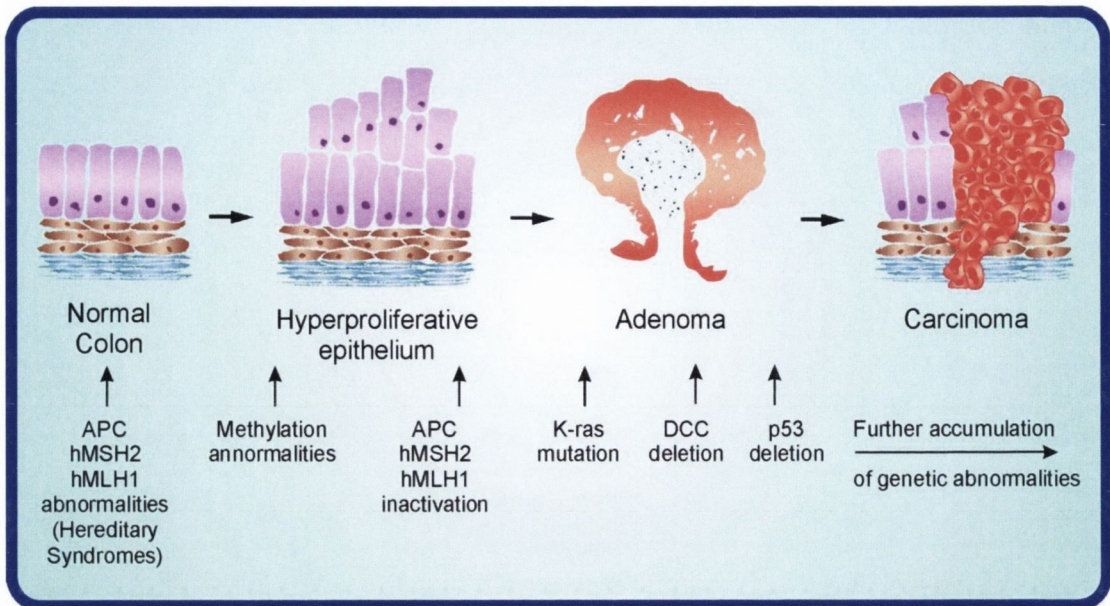 Normal
Colon
Hyperproliferative
epithelium
Adenoma
Carcinoma
APC
hMSH2
hMLH1
abnormalities
(Hereditary
Syndromes)
Methylation
annormalities
APC
hMSH2
hMLH1
inactivation
K-ras
mutation
DCC
deletion
p53
deletion
Further accumulation
of genetic abnormalities